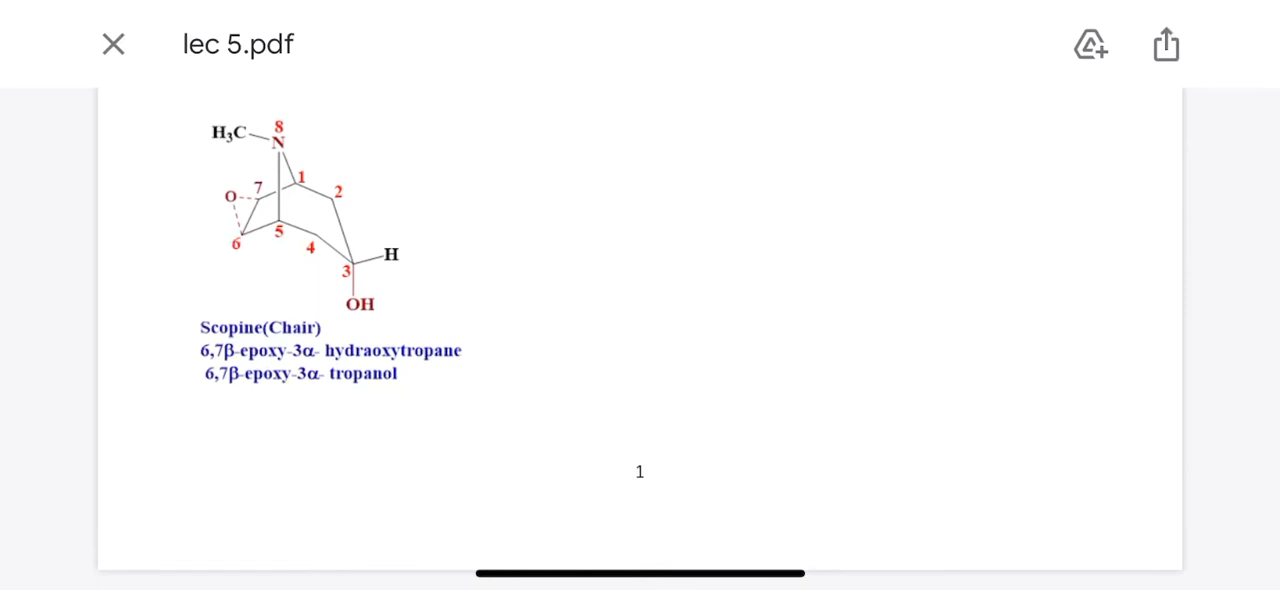 lec 5.pdf
8
H₃C N
1
7 2
O
5
6 4
H
3
OH
Scopine(Chair)
6,7β-epoxy-3α- hydraoxytropane
6,7β-epoxy-3α- tropanol
1